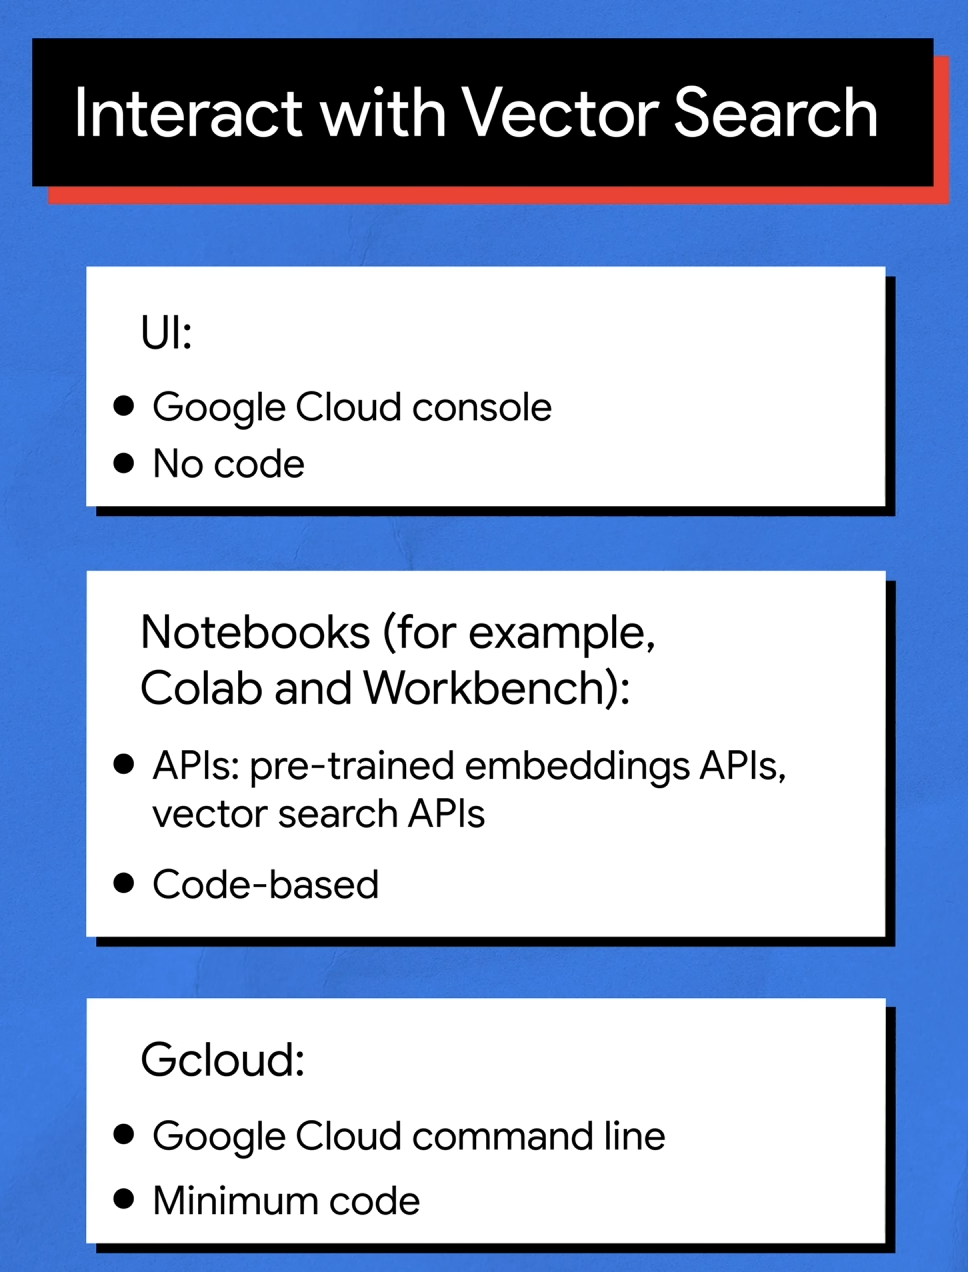 Interact with Vector Search
UI:
● Google Cloud console
● No code
Notebooks (for example,
Colab and Workbench):
● APIs: pre-trained embeddings APIs,
vector search APIs
● Code-based
Gcloud:
● Google Cloud command line
● Minimum code